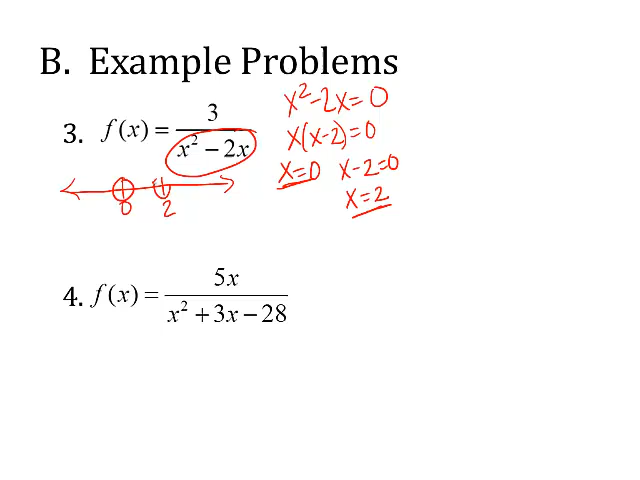 B. Example Problems
3. f(x) = 3 / (x² − 2x)
x²-2x=0
x(x-2)=0
x=0 x-2=0
x=2
0 2
4. f(x) = 5x / (x² + 3x − 28)